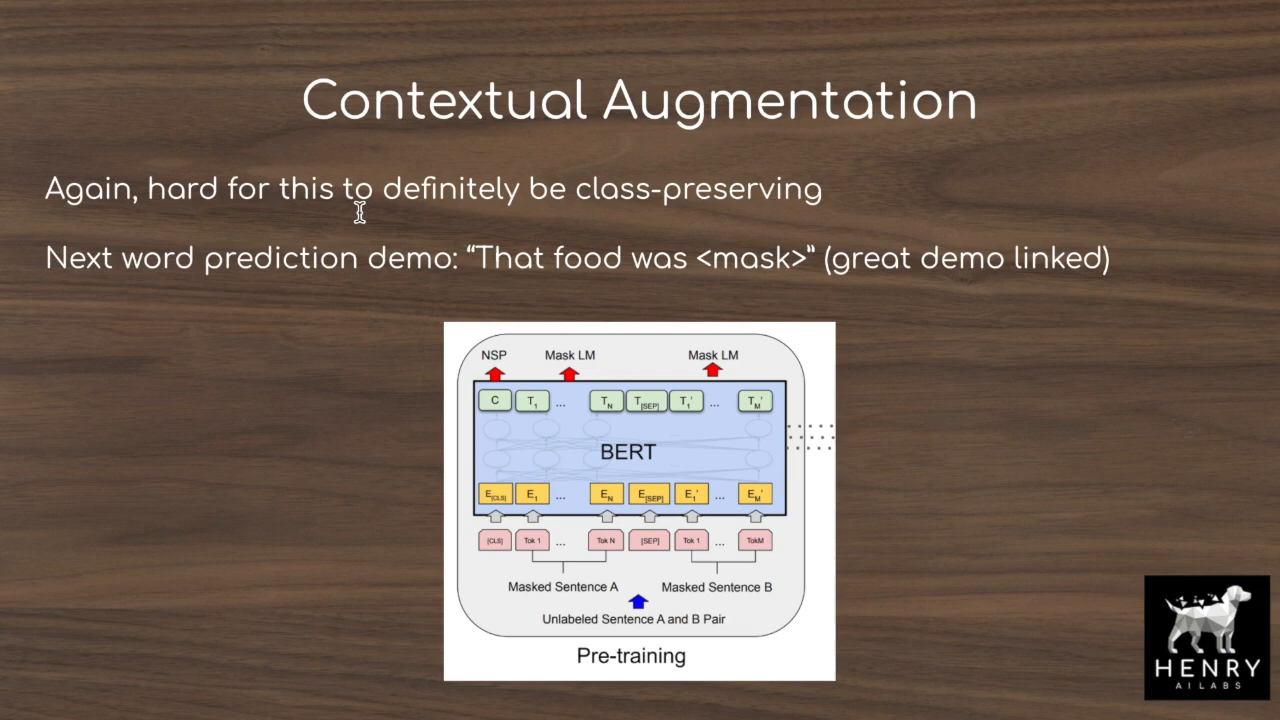 Contextual Augmentation
Again, hard for this to definitely be class-preserving
Next word prediction demo: “That food was <mask>” (great demo linked)
NSP Mask LM Mask LM
C T1 ... TN T[SEP] T1’ ... TM’
BERT
E[CLS] E1 ... EN E[SEP] E1’ ... EM’
[CLS] Tok 1 ... Tok N [SEP] Tok 1 ... TokM
Masked Sentence A Masked Sentence B
Unlabeled Sentence A and B Pair
Pre-training
HENRY
AI LABS